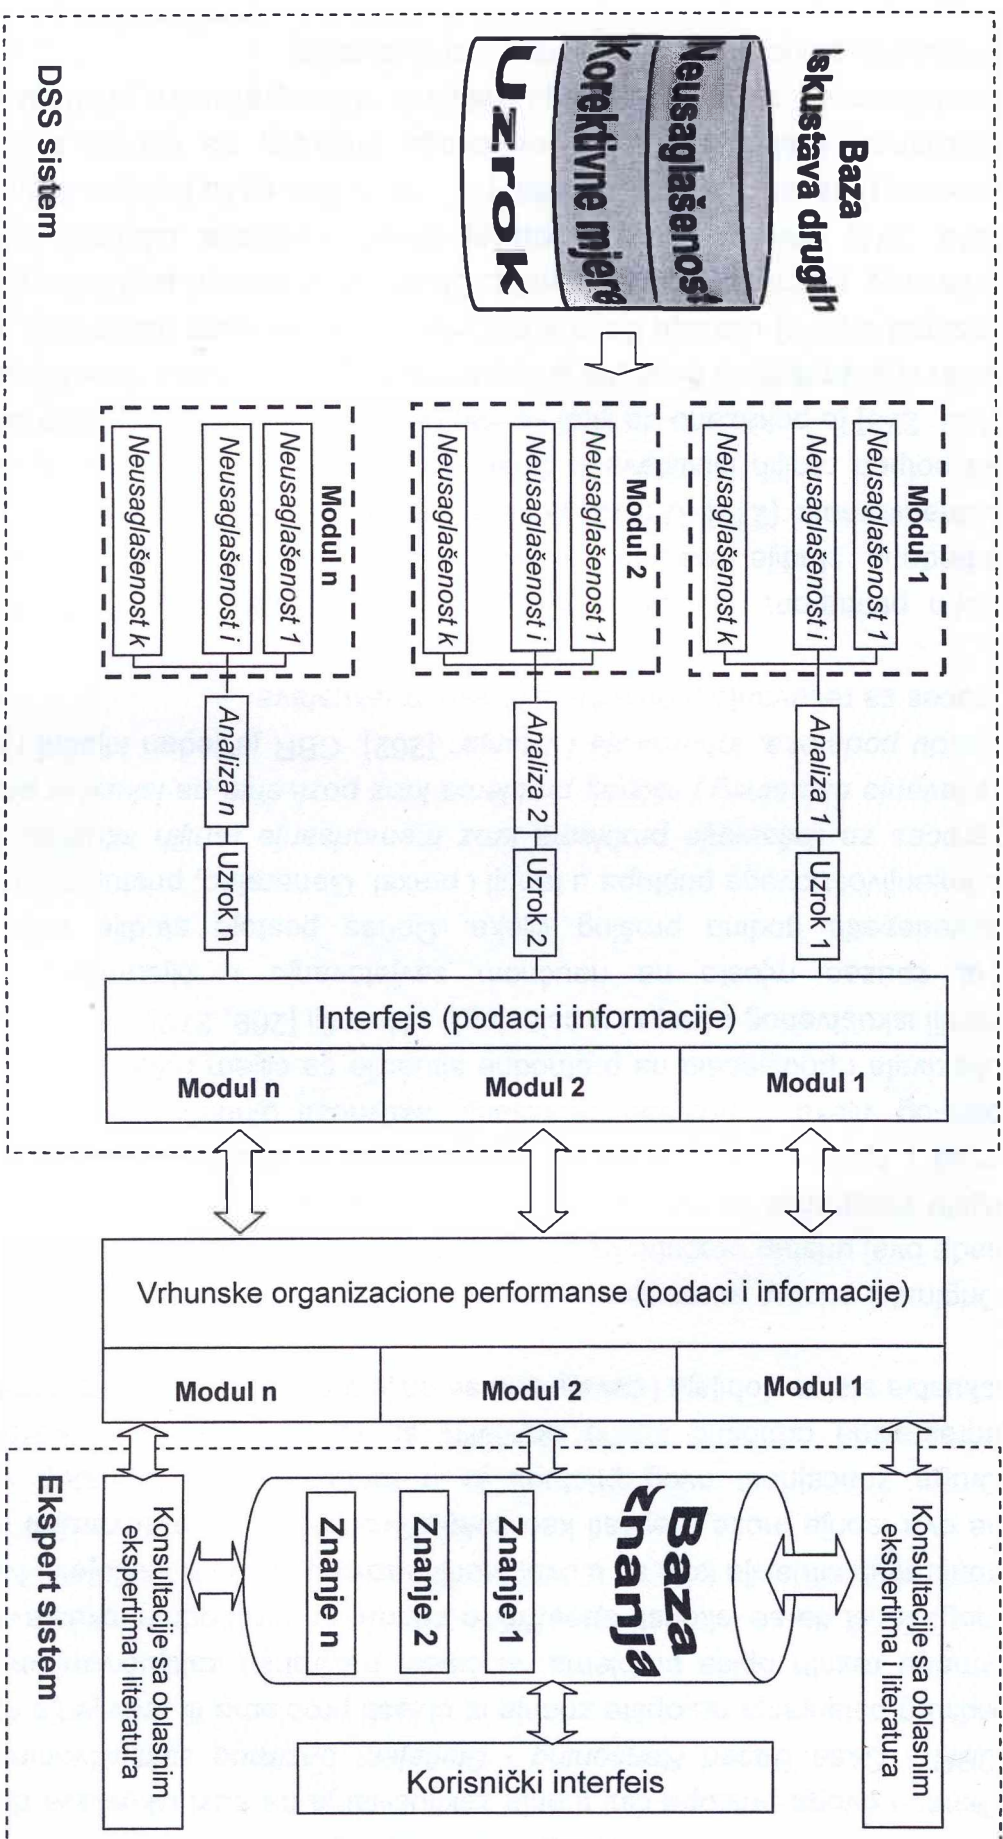 Baza
Iskustava drugih
Neusaglašenost
Korektivne mjere
Uzrok
DSS sistem
Modul 1
Neusaglašenost 1
Neusaglašenost i
Neusaglašenost k
Modul 2
Neusaglašenost 1
Neusaglašenost i
Neusaglašenost k
Modul n
Neusaglašenost 1
Neusaglašenost i
Neusaglašenost k
Analiza 1
Uzrok 1
Analiza 2
Uzrok 2
Analiza n
Uzrok n
Interfejs (podaci i informacije)
Modul n
Modul 2
Modul 1
Vrhunske organizacione performanse (podaci i informacije)
Modul n
Modul 2
Modul 1
Konsultacije sa oblasnim
ekspertima literatura
Baza
znanja
Znanje 1
Znanje 2
Znanje n
Konsultacije sa oblasnim
ekspertima literatura
Korisnički interfeis
Ekspert sistem